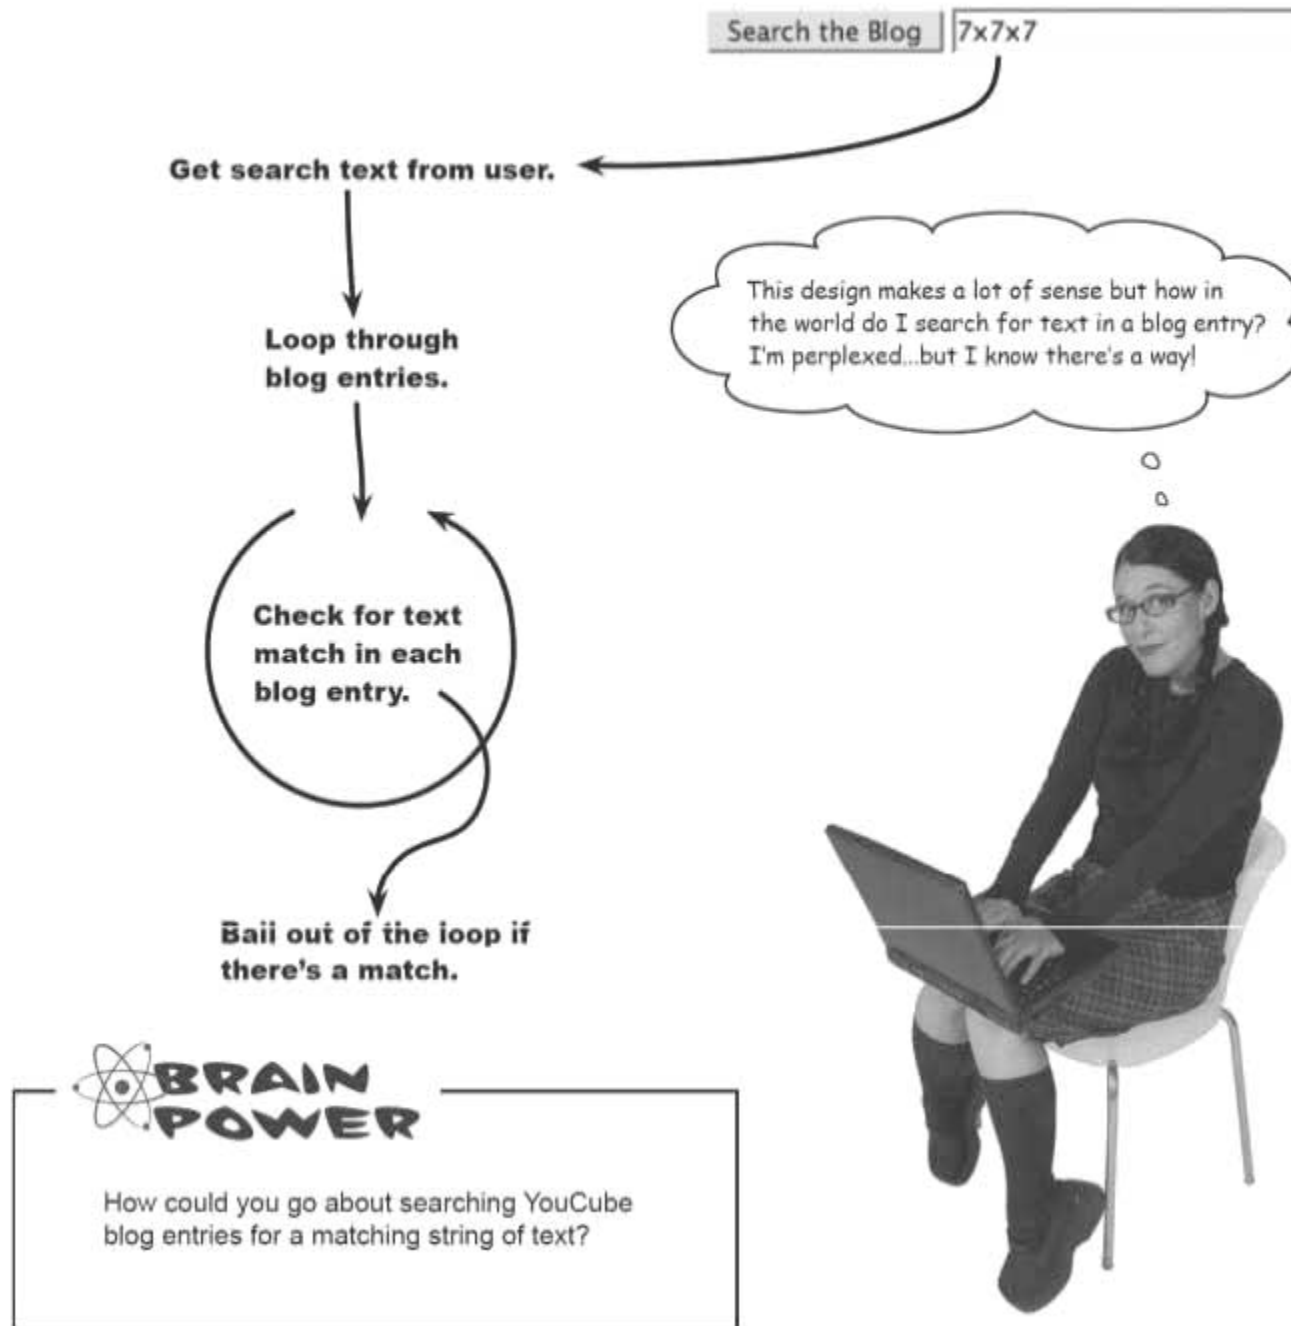 Search the Blog 7x7x7
Get search text from user.
This design makes a lot of sense but how in
the world do I search for text in a blog entry?
I'm perplexed...but I know there's a way!
Loop through
blog entries.
Check for text
match in each
blog entry.
Bail out of the loop if
there's a match.
BRAIN
POWER
How could you go about searching YouCube
blog entries for a matching string of text?